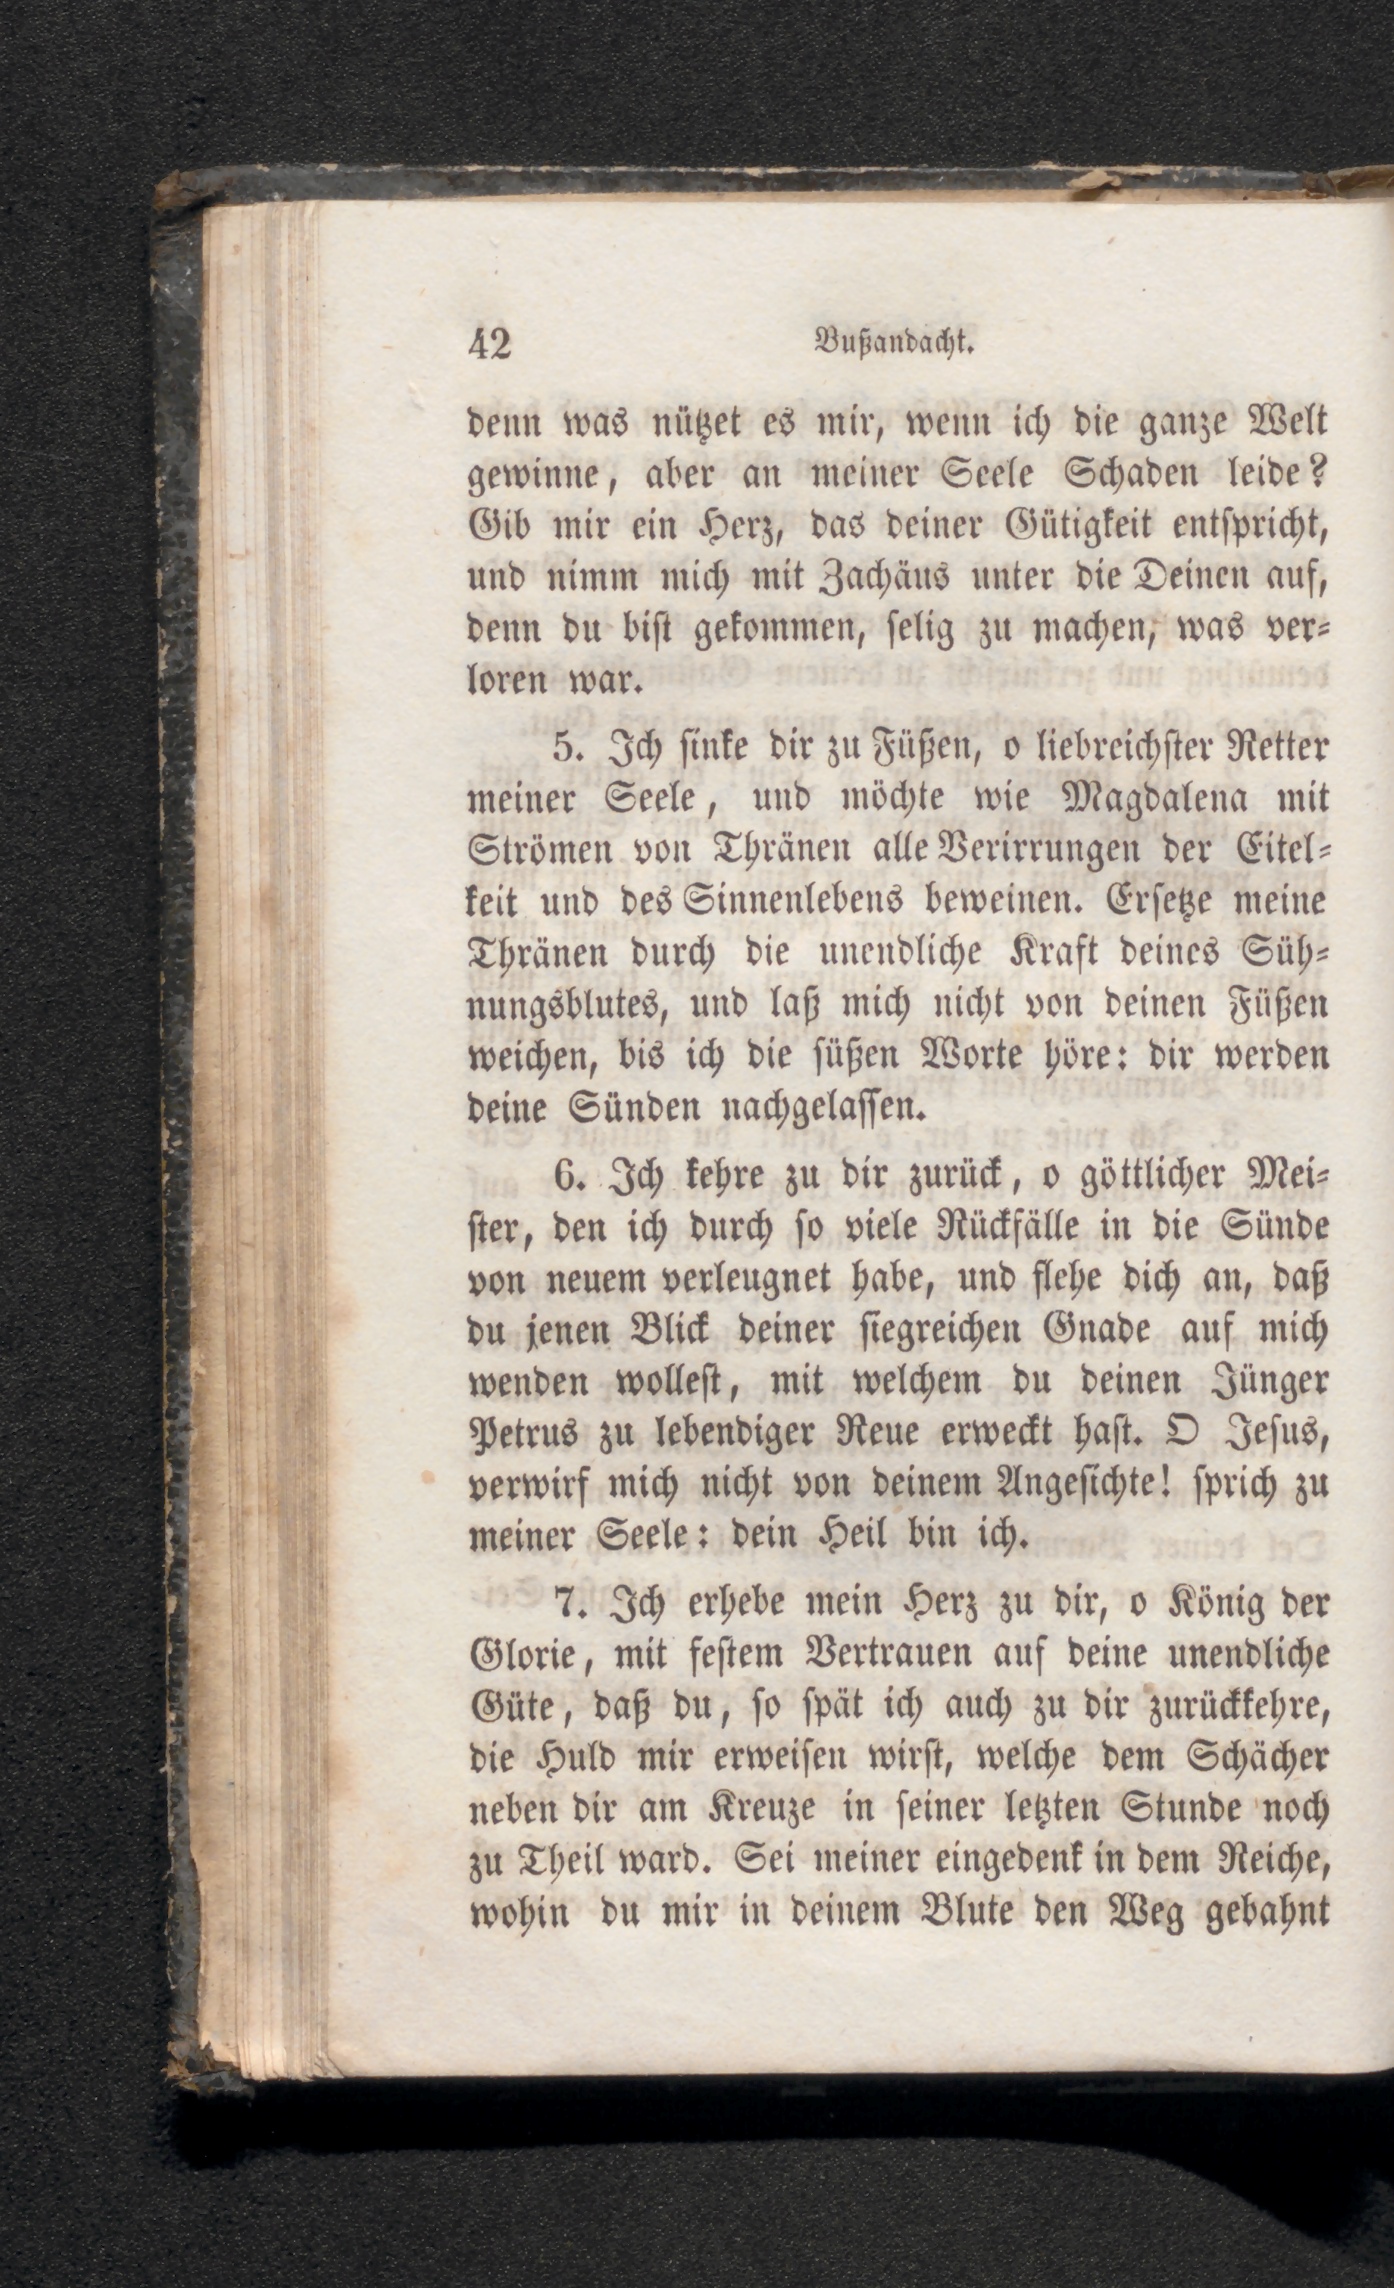 42
Bußandacht.
denn was nützet es mir, wenn ich die ganze Welt
gewinne, aber an meiner Seele Schaden leide?
Gib mir ein Herz, das deiner Gütigkeit entspricht,
und nimm mich mit Zachäus unter die Deinen auf,
denn du bist gekommen, selig zu machen, was ver-
loren war.
5. Ich sinke dir zu Füßen, o liebreichster Retter
meiner Seele, und möchte wie Magdalena mit
Strömen von Thränen alle Verirrungen der Eitel-
keit und des Sinnenlebens beweinen. Ersetze meine
Thränen durch die unendliche Kraft deines Süh-
nungsblutes, und laß mich nicht von deinen Füßen
weichen, bis ich die süßen Worte höre: dir werden
deine Sünden nachgelassen.
6. Ich kehre zu dir zurück, o göttlicher Mei-
ster, den ich durch so viele Rückfälle in die Sünde
von neuem verleugnet habe, und flehe dich an, daß
du jenen Blick deiner siegreichen Gnade auf mich
wenden wollest, mit welchem du deinen Jünger
Petrus zu lebendiger Reue erweckt hast. O Jesus,
verwirf mich nicht von deinem Angesichte! sprich zu
meiner Seele: dein Heil bin ich.
7. Ich erhebe mein Herz zu dir, o König der
Glorie, mit festem Vertrauen auf deine unendliche
Güte, daß du, so spät ich auch zu dir zurückkehre,
die Huld mir erweisen wirst, welche dem Schächer
neben dir am Kreuze in seiner letzten Stunde noch
zu Theil ward. Sei meiner eingedenk in dem Reiche,
wohin du mir in deinem Blute den Weg gebahnt